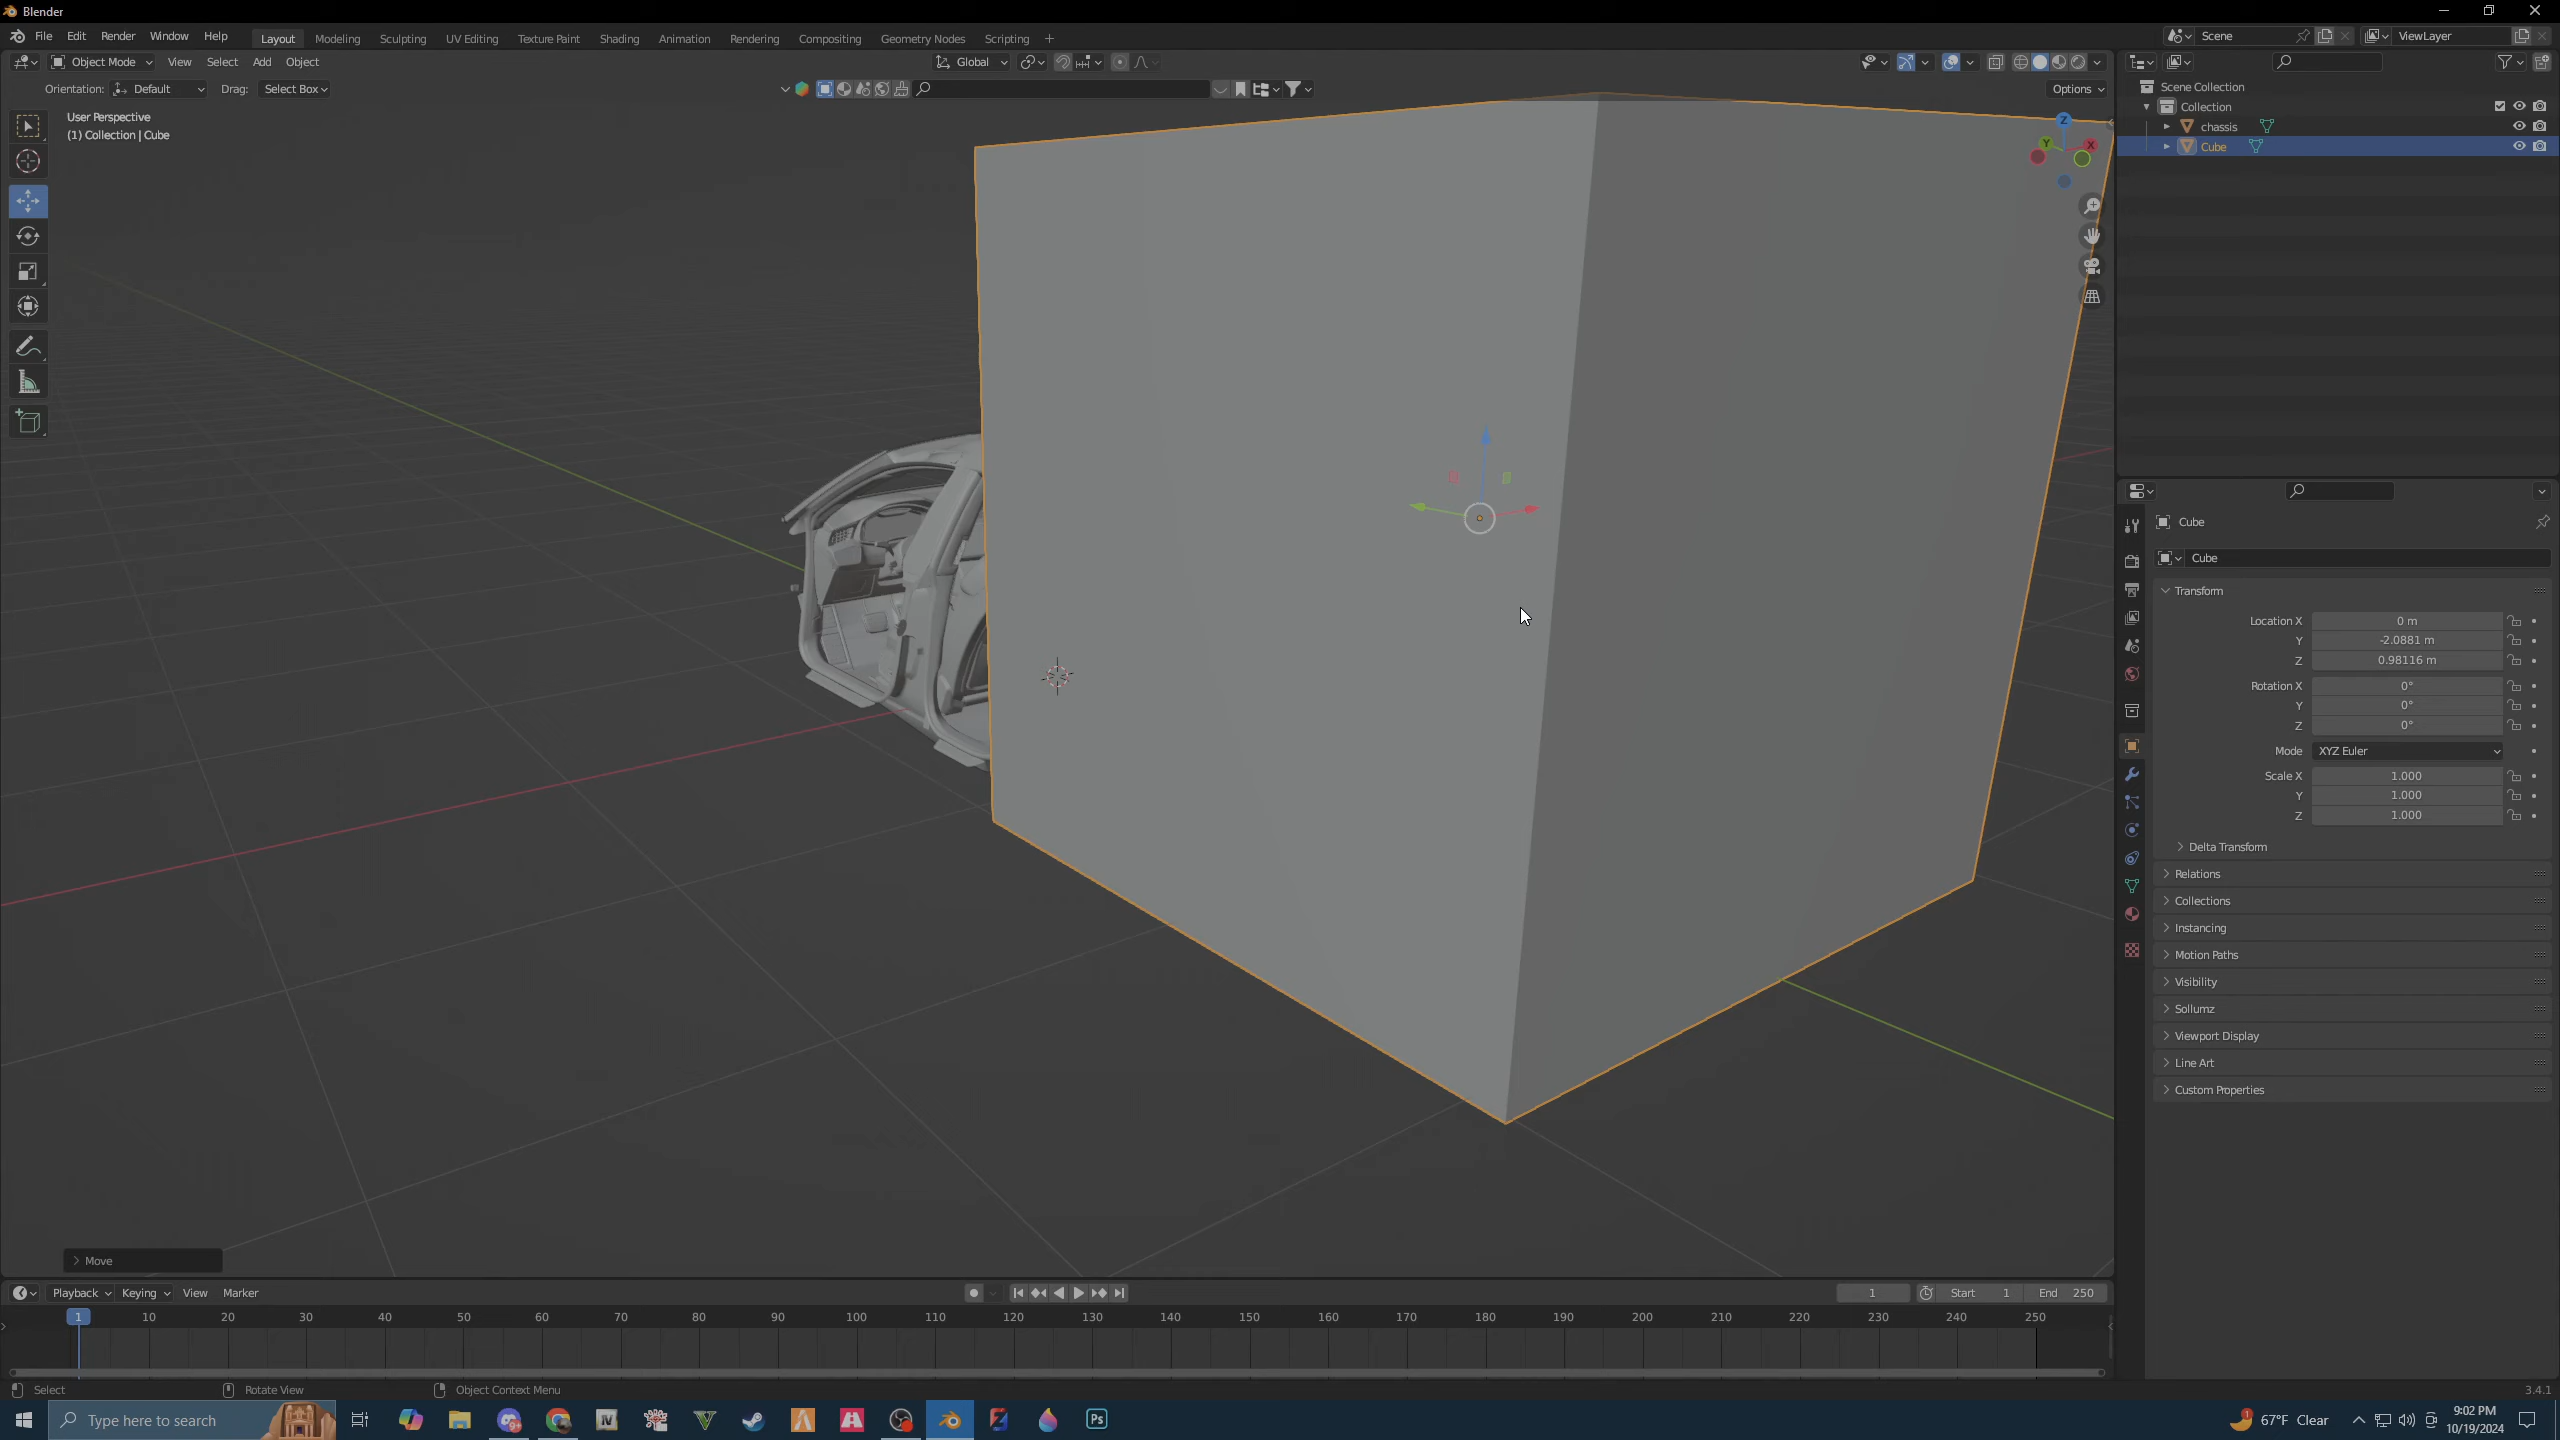 Blender
File Edit Render Window Help Layout Modeling Sculpting UV Editing Texture Paint Shading Animation Rendering Compositing Geometry Nodes Scripting + Scene ViewLayer
Object Mode View Select Add Object Global
Orientation: Default Drag: Select Box Options
User Perspective
(1) Collection | Cube
Z
Y X
Scene Collection
Collection
chassis
Cube
Cube
Cube
Transform
Location X 0 m
Y -2.0881 m
Z 0.98116 m
Rotation X 0°
Y 0°
Z 0°
Mode XYZ Euler
Scale X 1.000
Y 1.000
Z 1.000
Delta Transform
Relations
Collections
Instancing
Motion Paths
Visibility
Sollumz
Viewport Display
Line Art
Custom Properties
Move
Playback Keying View Marker 1 Start 1 End 250
1 10 20 30 40 50 60 70 80 90 100 110 120 130 140 150 160 170 180 190 200 210 220 230 240 250
Select Rotate View Object Context Menu 3.4.1
Type here to search Ps 1 67°F Clear 9:02 PM
10/19/2024